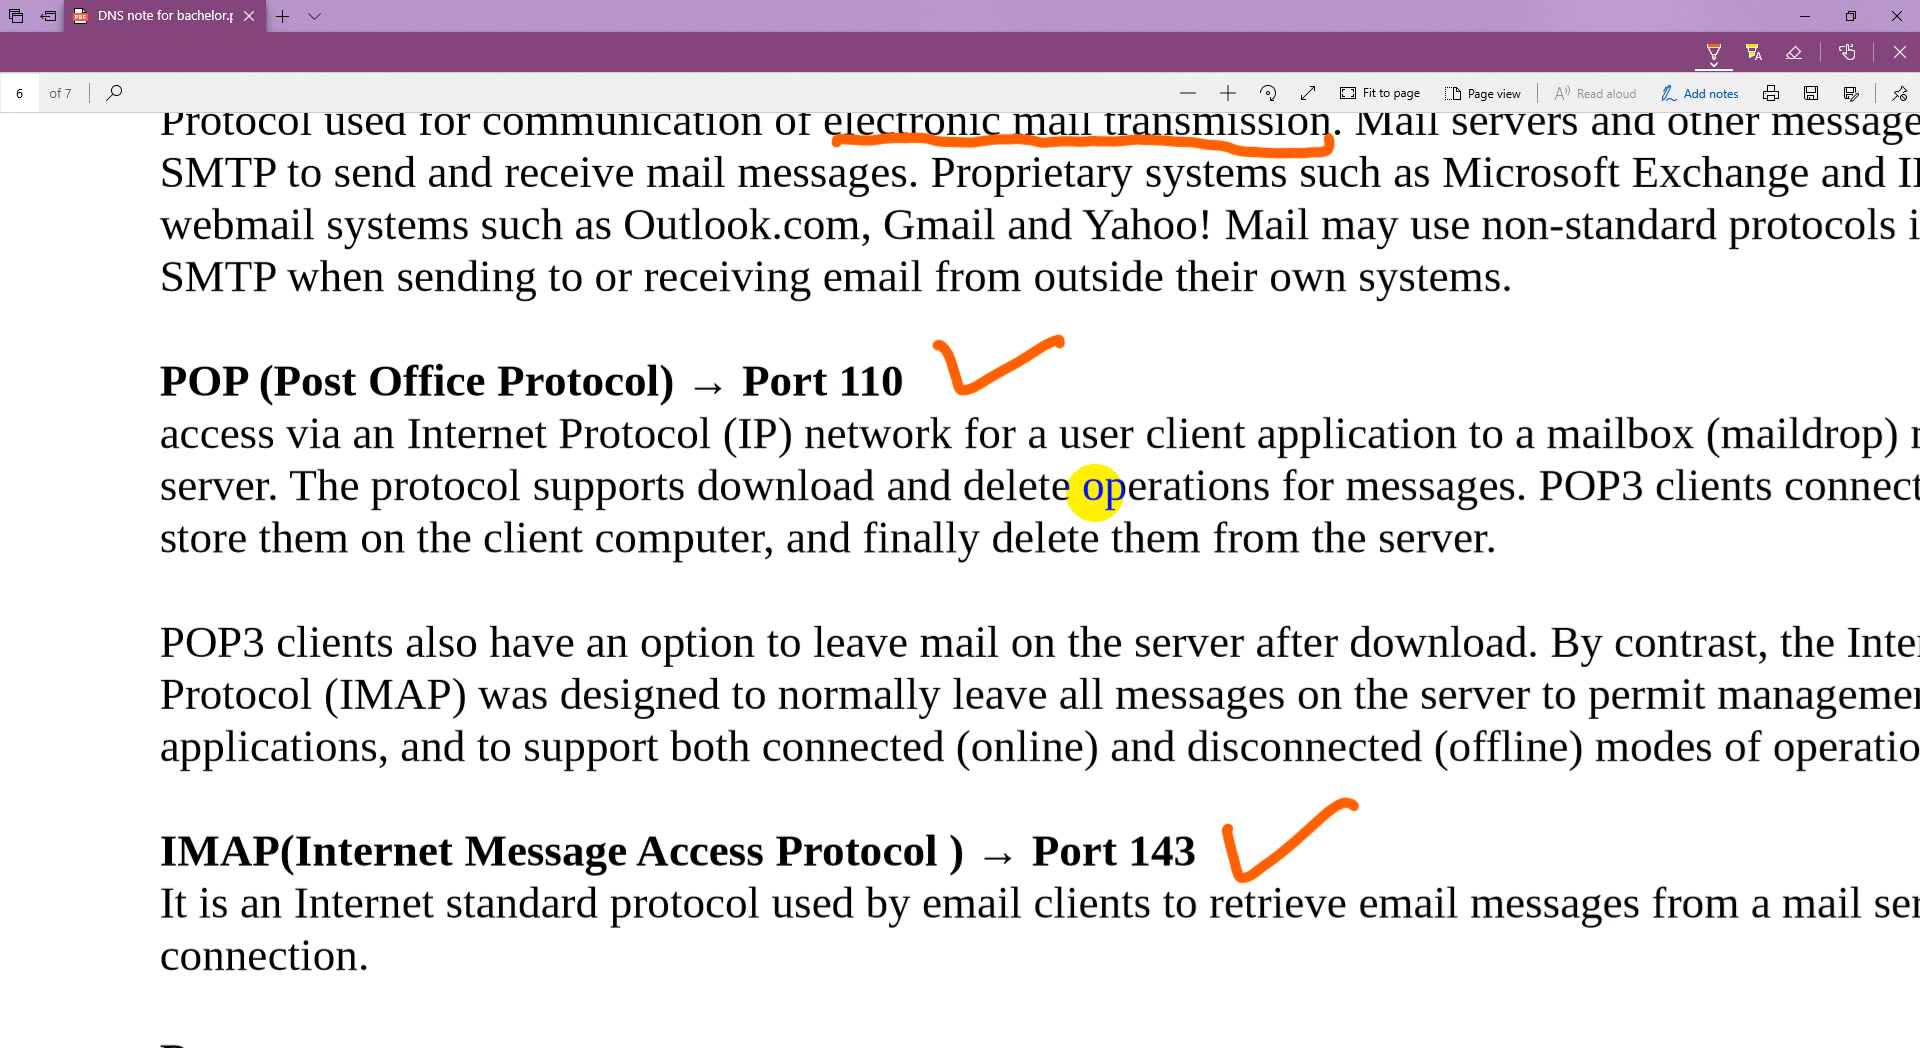 DNS note for bachelor.p
6 of 7 Fit to page Page view Read aloud Add notes
Protocol used for communication of electronic mail transmission. Mail servers and other message
SMTP to send and receive mail messages. Proprietary systems such as Microsoft Exchange and I
webmail systems such as Outlook.com, Gmail and Yahoo! Mail may use non-standard protocols i
SMTP when sending to or receiving email from outside their own systems.
POP (Post Office Protocol) → Port 110
access via an Internet Protocol (IP) network for a user client application to a mailbox (maildrop)
server. The protocol supports download and delete operations for messages. POP3 clients connect
store them on the client computer, and finally delete them from the server.
POP3 clients also have an option to leave mail on the server after download. By contrast, the Inte
Protocol (IMAP) was designed to normally leave all messages on the server to permit managemen
applications, and to support both connected (online) and disconnected (offline) modes of operatio
IMAP(Internet Message Access Protocol ) → Port 143
It is an Internet standard protocol used by email clients to retrieve email messages from a mail ser
connection.